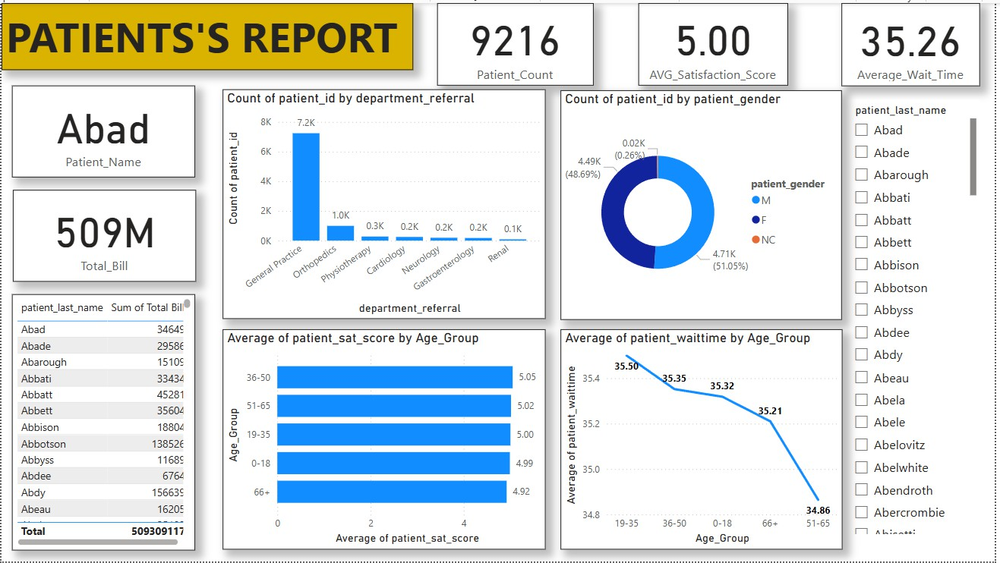 PATIENTS'S REPORT
9216
Patient_Count
5.00
AVG_Satisfaction_Score
35.26
Average_Wait_Time
Abad
Patient_Name
509M
Total_Bill
patient_last_name Sum of Total Bill
Abad 34649
Abade 29586
Abarough 15109
Abbati 33434
Abbatt 45281
Abbett 35604
Abbison 18804
Abbotson 138526
Abbyss 11689
Abdee 6764
Abdy 156639
Abeau 16205
Total 509309117
Count of patient_id by department_referral
Count of patient_id
8K
6K
4K
2K
0K
7.2K
1.0K
0.3K
0.2K
0.2K
0.2K
0.1K
General Practice
Orthopedics
Physiotherapy
Cardiology
Neurology
Gastroenterology
Renal
department_referral
Count of patient_id by patient_gender
0.02K
(0.26%)
4.49K
(48.69%)
4.71K
(51.05%)
patient_gender
M
F
NC
Average of patient_sat_score by Age_Group
Age_Group
36-50 5.05
51-65 5.02
19-35 5.00
0-18 4.99
66+ 4.92
0 2 4
Average of patient_sat_score
Average of patient_waittime by Age_Group
Average of patient_waittime
35.4
35.2
35.0
34.8
35.50
35.35
35.32
35.21
34.86
19-35 36-50 0-18 66+ 51-65
Age_Group
patient_last_name
Abad
Abade
Abarough
Abbati
Abbatt
Abbett
Abbison
Abbotson
Abbyss
Abdee
Abdy
Abeau
Abela
Abele
Abelovitz
Abelwhite
Abendroth
Abercrombie